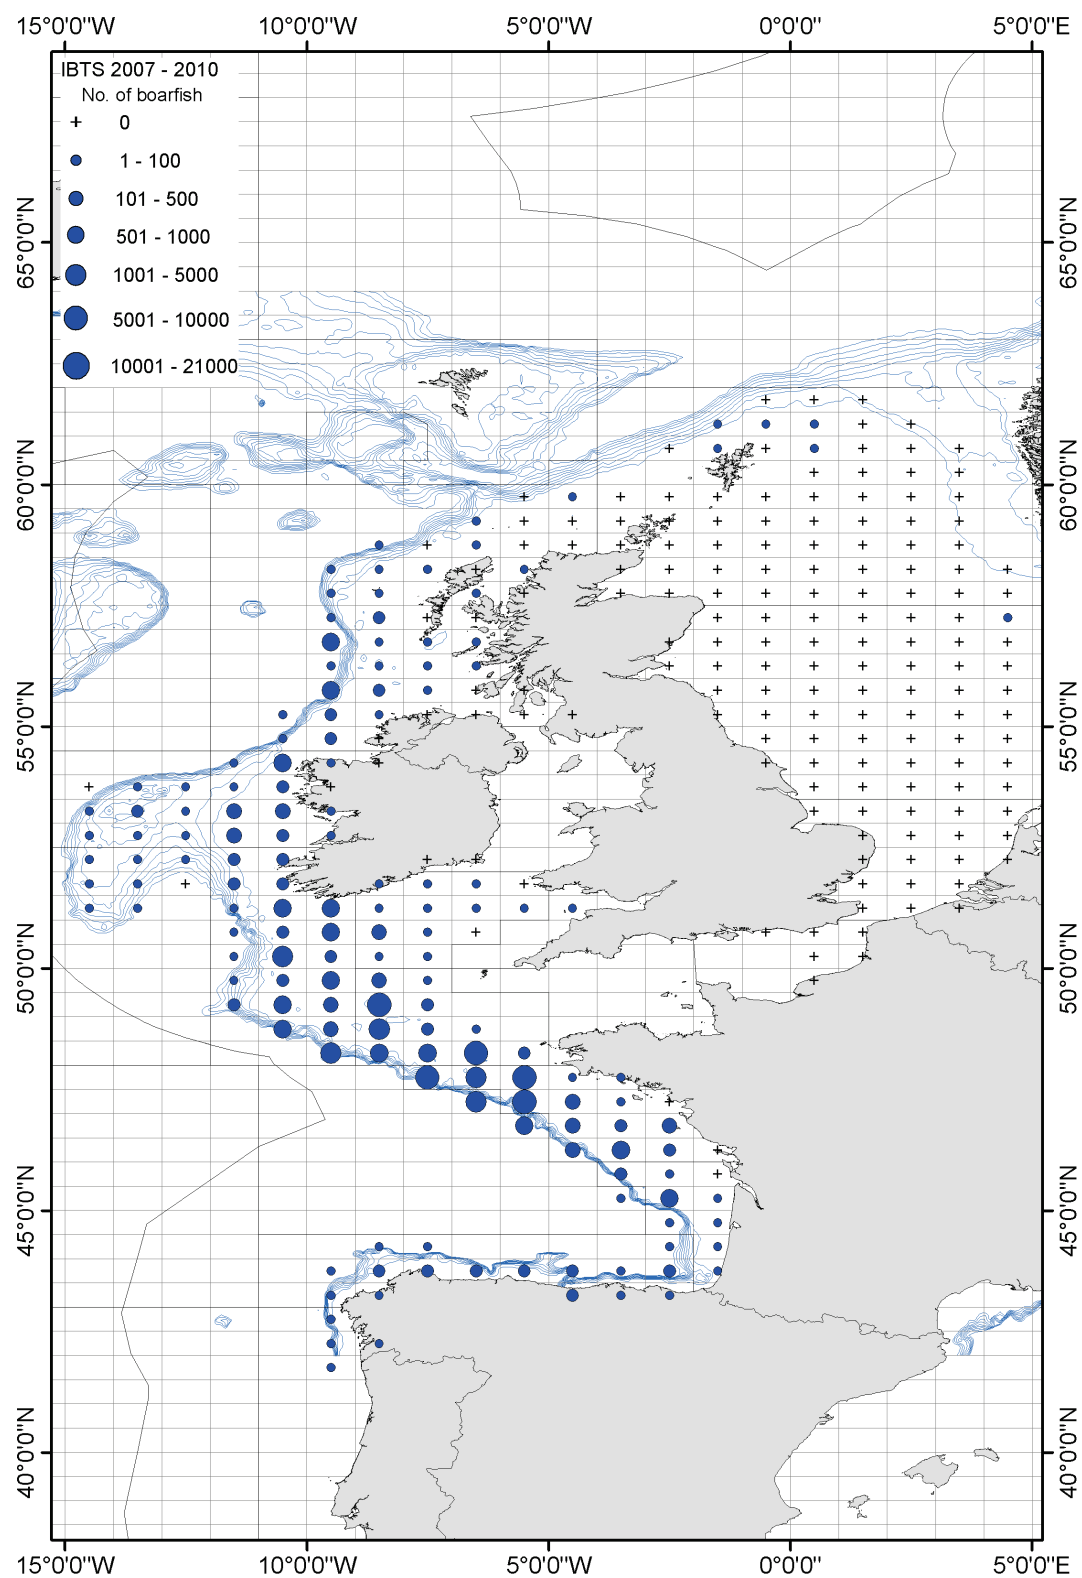 15°0'0"W 10°0'0"W 5°0'0"W 0°0'0" 5°0'0"E
IBTS 2007 - 2010
No. of boarfish
0
1 - 100
101 - 500
501 - 1000
1001 - 5000
5001 - 10000
10001 - 21000
65°0'0"N 65°0'0"N
60°0'0"N 60°0'0"N
55°0'0"N 55°0'0"N
50°0'0"N 50°0'0"N
45°0'0"N 45°0'0"N
40°0'0"N 40°0'0"N
15°0'0"W 10°0'0"W 5°0'0"W 0°0'0" 5°0'0"E